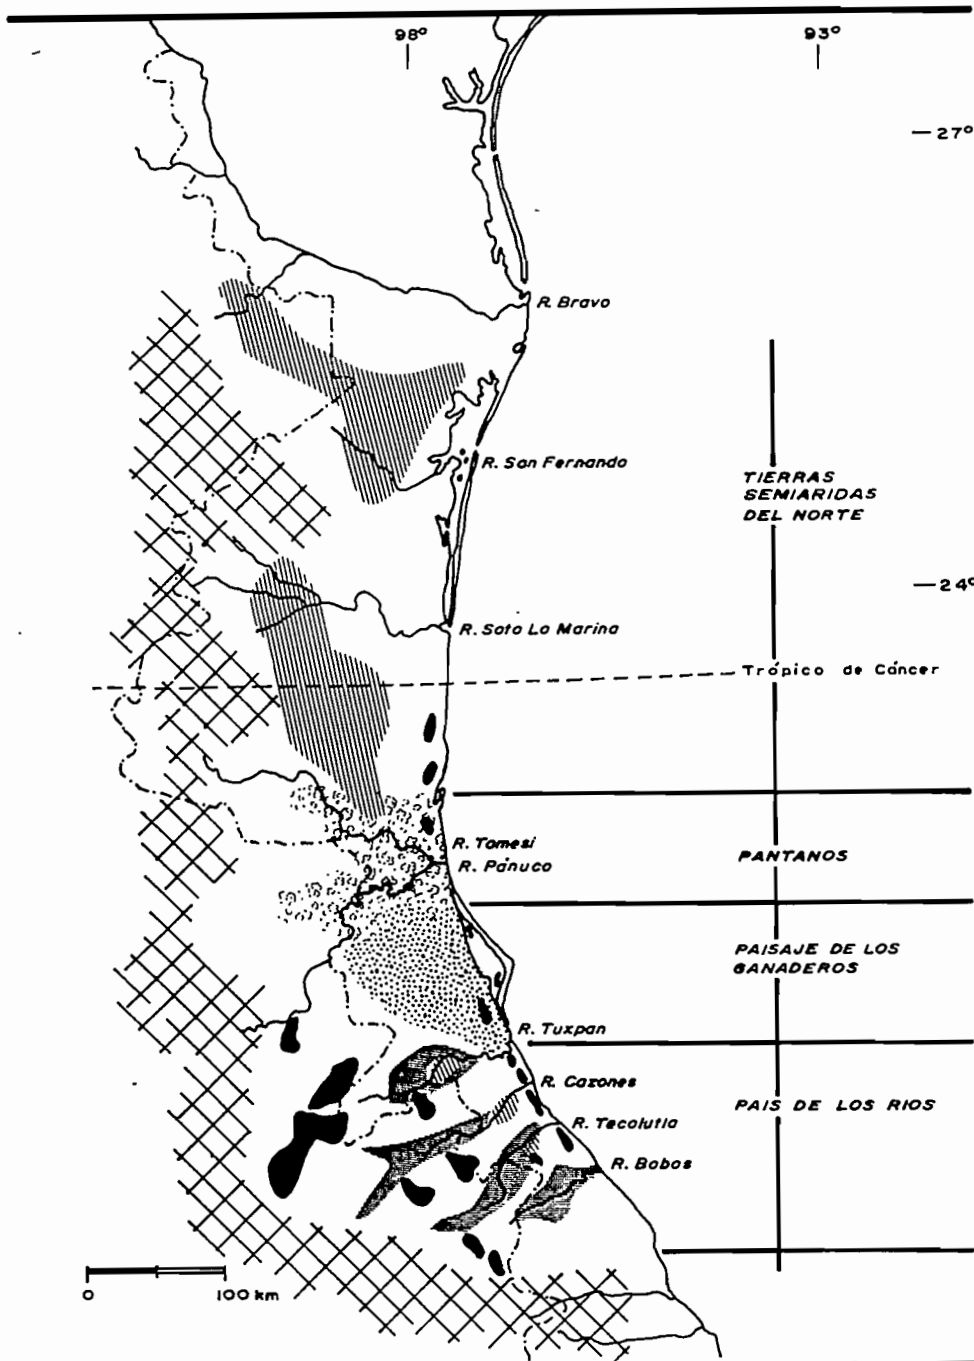 98°
93°
27°
R. Bravo
R. San Fernando
TIERRAS
SEMIARIDAS
DEL NORTE
24°
R. Soto La Marina
Trópico de Cáncer
R. Tamesí
R. Pánuco
PANTANOS
PAISAJE DE LOS
GANADEROS
R. Tuxpan
R. Cazones
PAIS DE LOS RIOS
R. Tecolutla
R. Bobos
0
100 km